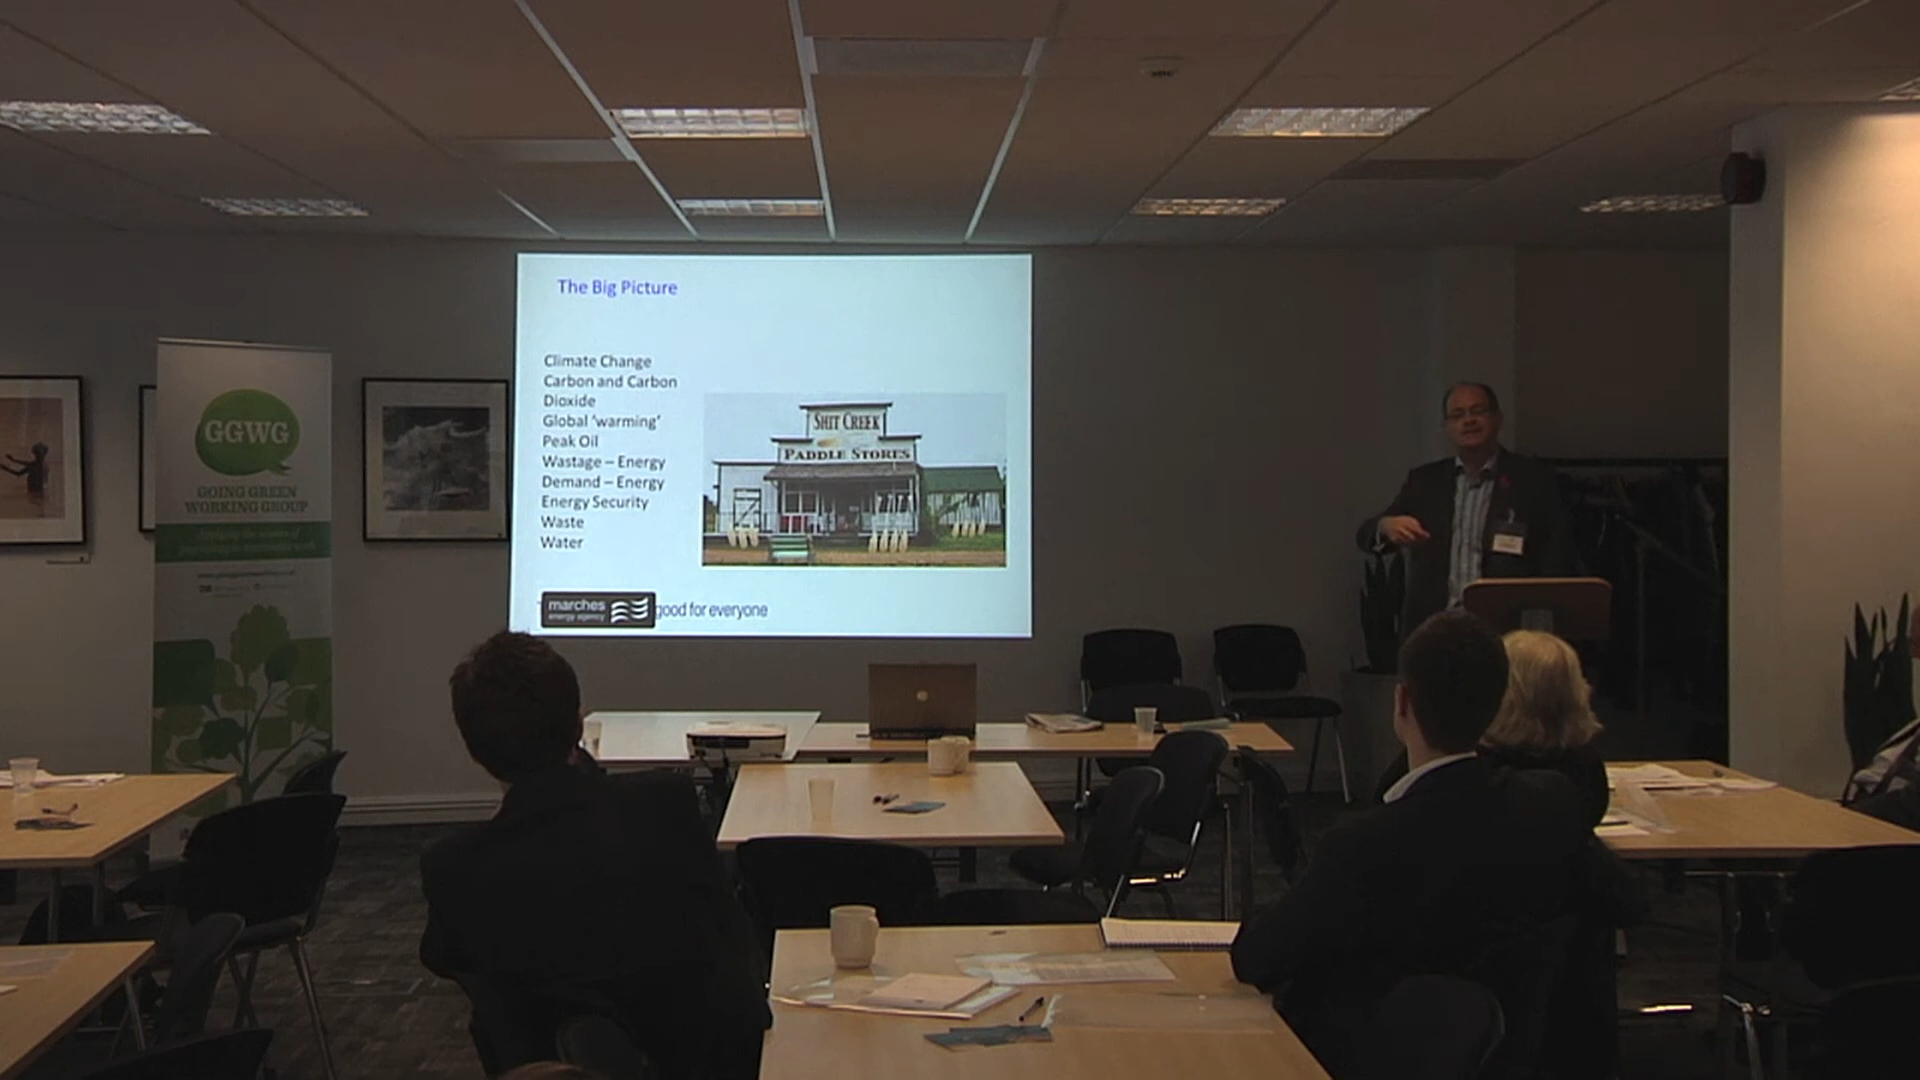 The Big Picture
Climate Change
Carbon and Carbon
Dioxide
Global ‘warming’
Peak Oil
Wastage – Energy
Demand – Energy
Energy Security
Waste
Water
SHIT CREEK
PADDLE STORES
marches
energy agency
good for everyone
GGWG
GOING GREEN
WORKING GROUP